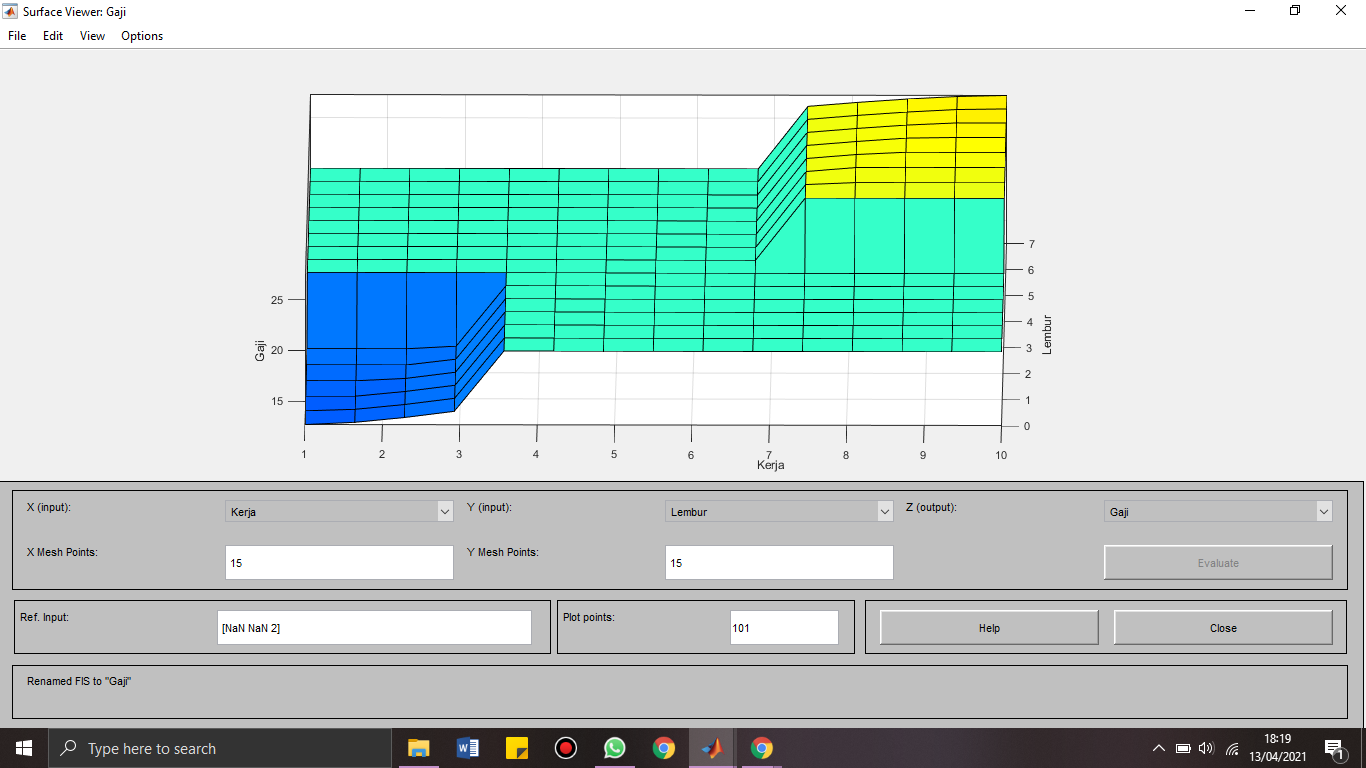 Surface Viewer: Gaji
File Edit View Options
7
6
5
4
3
2
1
0
Lembur
25
20
15
Gaji
1 2 3 4 5 6 7 8 9 10
Kerja
X (input): Kerja Y (input): Lembur Z (output): Gaji
X Mesh Points: 15 Y Mesh Points: 15 Evaluate
Ref. Input: [NaN NaN 2] Plot points: 101 Help Close
Renamed FIS to "Gaji"
Type here to search
18:19
13/04/2021
1